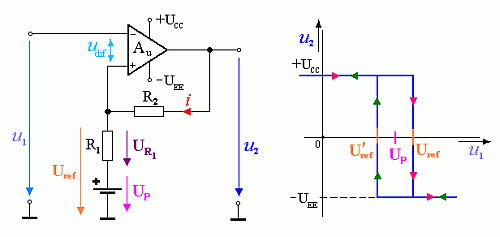 +U_CC
u_dif
−
A_u
+
−U_EE
R_2
i
u_1
R_1
U_R1
u_2
U_ref
+
U_P
u_2
+U_CC
0
U'_ref
U_P
U_ref
u_1
−U_EE